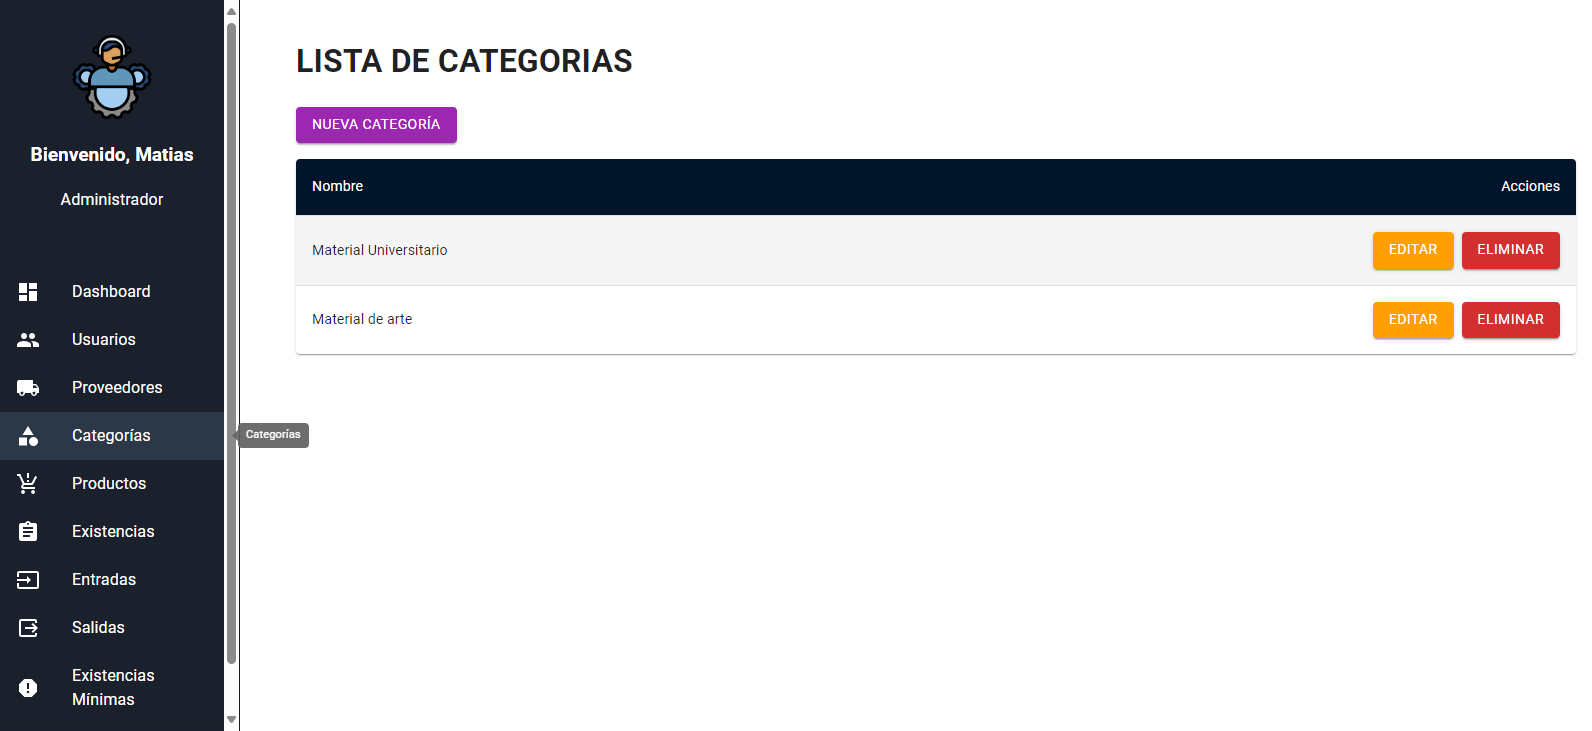 Bienvenido, Matias
Administrador
Dashboard
Usuarios
Proveedores
Categorías
Productos
Existencias
Entradas
Salidas
Existencias
Mínimas
Categorías
LISTA DE CATEGORIAS
NUEVA CATEGORÍA
Nombre Acciones
Material Universitario EDITAR ELIMINAR
Material de arte EDITAR ELIMINAR